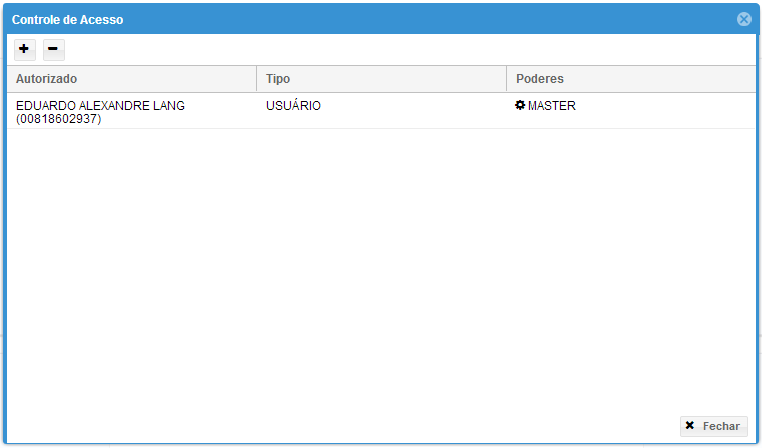 Controle de Acesso
Autorizado Tipo Poderes
EDUARDO ALEXANDRE LANG USUÁRIO MASTER
(00818602937)
Fechar